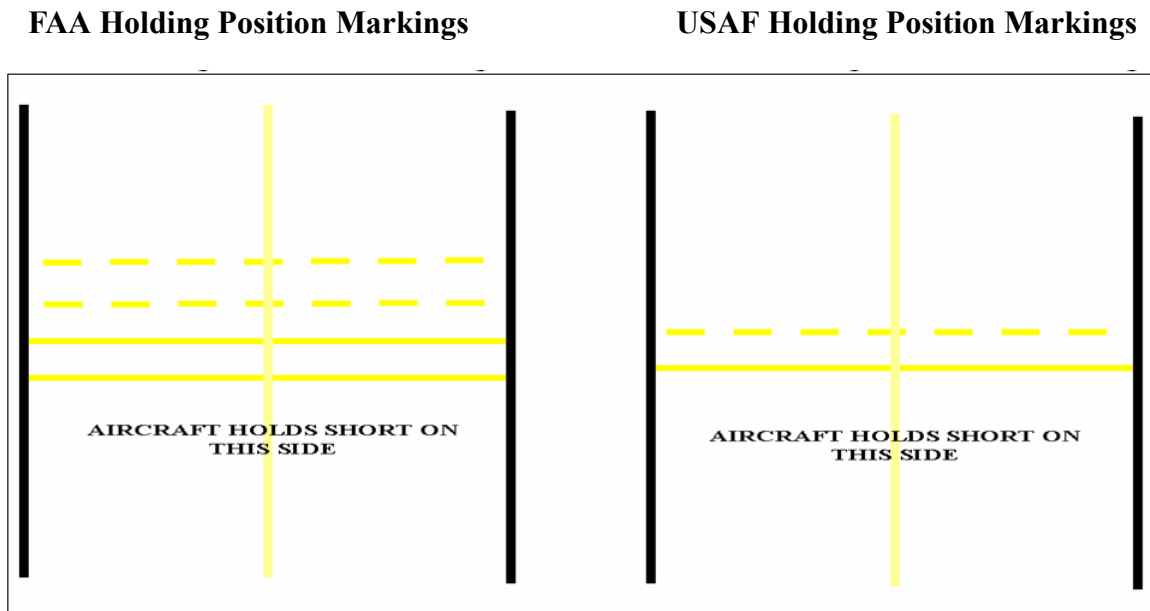 FAA Holding Position Markings
USAF Holding Position Markings
AIRCRAFT HOLDS SHORT ON
THIS SIDE
AIRCRAFT HOLDS SHORT ON
THIS SIDE